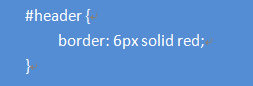 #header {
border: 6px solid red;
}